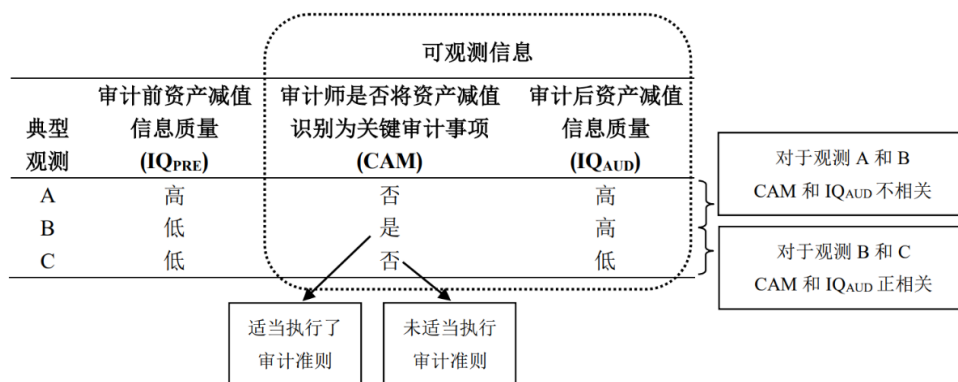 可观测信息
典型
观测
审计前资产减值
信息质量
(IQPRE)
审计师是否将资产减值
识别为关键审计事项
(CAM)
审计后资产减值
信息质量
(IQAUD)
A 高 否 高
B 低 是 高
C 低 否 低
对于观测 A 和 B
CAM 和 IQAUD 不相关
对于观测 B 和 C
CAM 和 IQAUD 正相关
适当执行了
审计准则
未适当执行
审计准则